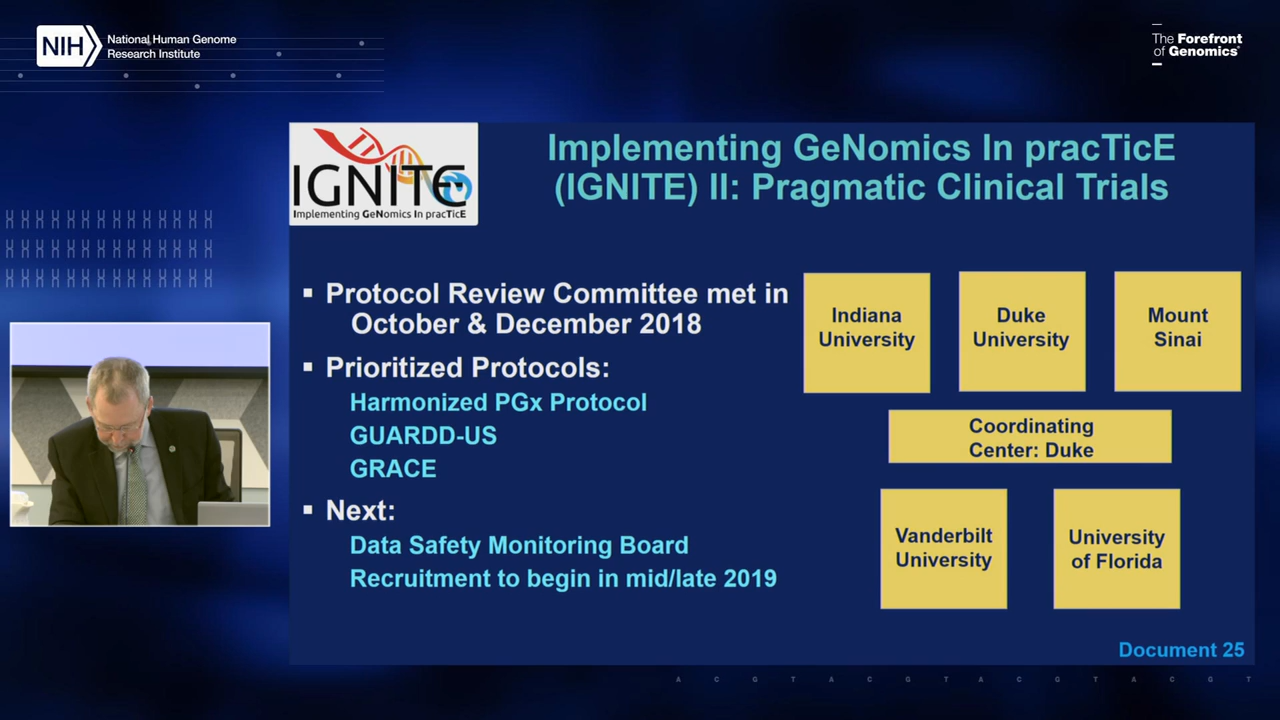 NIH
National Human Genome
Research Institute
The Forefront
of Genomics®
IGNITE
Implementing GeNomics In pracTicE
Implementing GeNomics In pracTicE
(IGNITE) II: Pragmatic Clinical Trials
▪ Protocol Review Committee met in
October & December 2018
▪ Prioritized Protocols:
Harmonized PGx Protocol
GUARDD-US
GRACE
▪ Next:
Data Safety Monitoring Board
Recruitment to begin in mid/late 2019
Indiana
University
Duke
University
Mount
Sinai
Coordinating
Center: Duke
Vanderbilt
University
University
of Florida
Document 25
A C G T A C G T A C G T A C G T